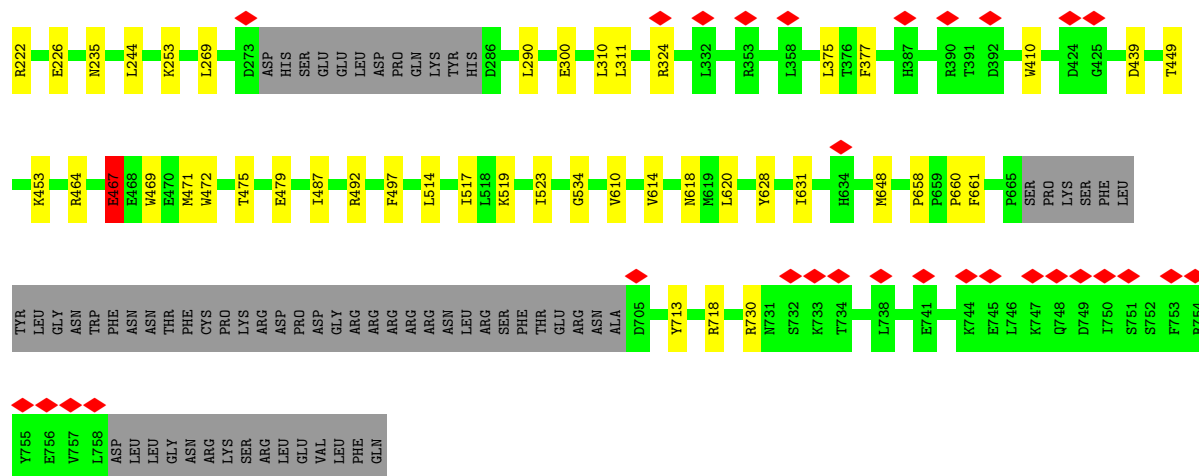 R222 E226 N235 L244 K253 L269 D273 ASP HIS SER GLU GLU LEU ASP PRO GLN LYS TYR HIS D286 L290 E300 L310 L311 R324 L332 R353 L358 L375 T376 F377 H387 R390 T391 D392 W410 D424 G425 D439 T449
K453 R464 E467 E468 W469 E470 M471 W472 T475 E479 I487 R492 F497 L514 I517 L518 K519 I523 G534 V610 V614 N618 M619 L620 Y628 I631 H634 M648 P658 P659 P660 F661 P665 SER PRO LYS SER PHE LEU
TYR LEU GLY ASN TRP PHE ASN ASN THR PHE CYS PRO LYS ARG ASP PRO ASP GLY ARG ARG ARG ARG ARG ASN LEU ARG SER PHE THR GLU ARG ASN ALA D705 Y713 R718 R730 N731 S732 K733 T734 L738 E741 K744 E745 L746 K747 Q748 D749 I750 S751 S752 F753 R754
Y755 E756 V757 L758 ASP LEU LEU GLY ASN ARG LYS SER ARG LEU GLU VAL LEU PHE GLN